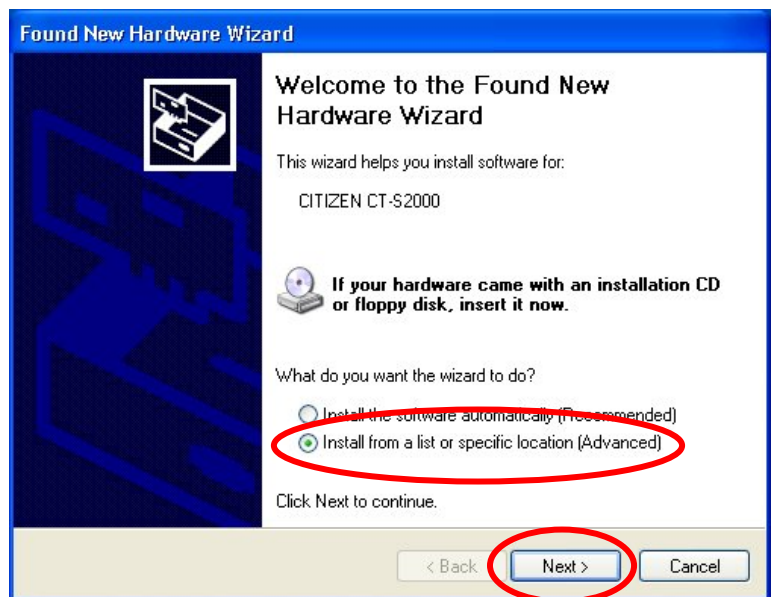 Found New Hardware Wizard
Welcome to the Found New
Hardware Wizard
This wizard helps you install software for:
CITIZEN CT-S2000
If your hardware came with an installation CD
or floppy disk, insert it now.
What do you want the wizard to do?
Install the software automatically (Recommended)
Install from a list or specific location (Advanced)
Click Next to continue.
< Back
Next >
Cancel